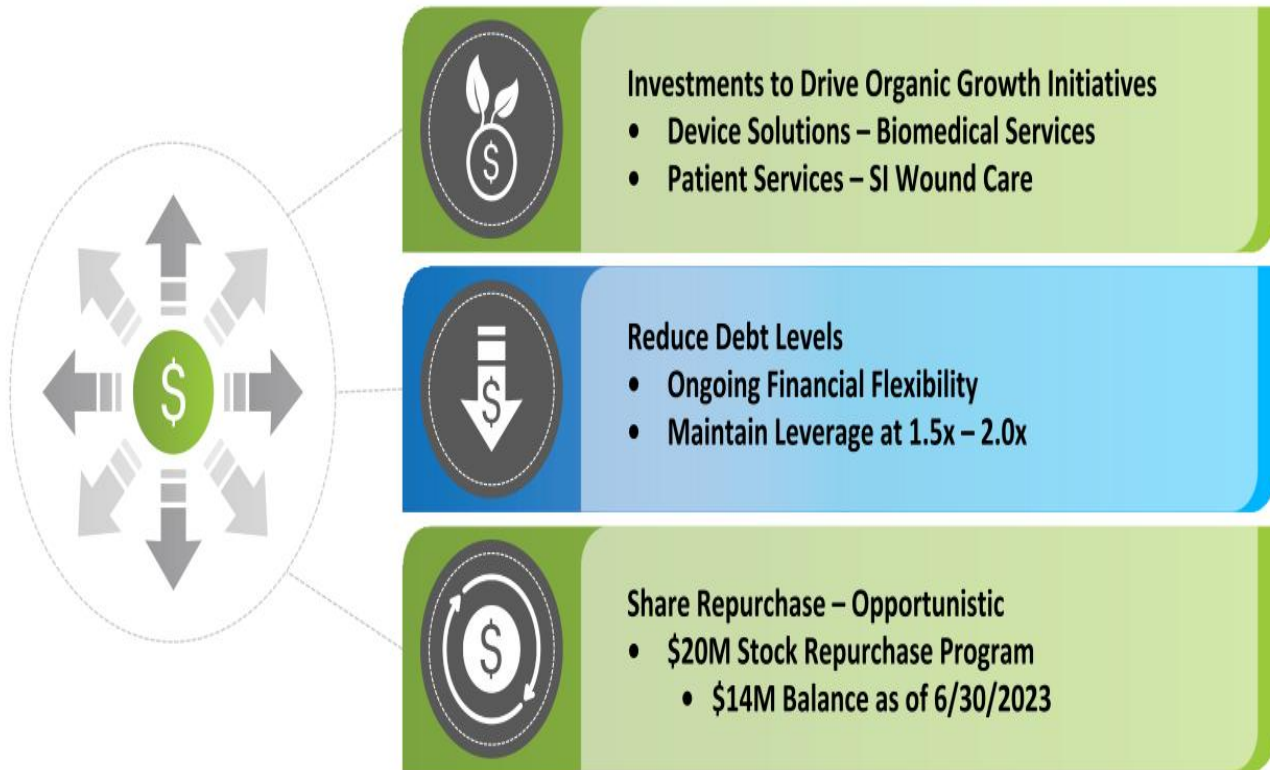 Investments to Drive Organic Growth Initiatives
• Device Solutions – Biomedical Services
• Patient Services – SI Wound Care
$
$
Reduce Debt Levels
• Ongoing Financial Flexibility
• Maintain Leverage at 1.5x – 2.0x
$
Share Repurchase – Opportunistic
• $20M Stock Repurchase Program
• $14M Balance as of 6/30/2023
$